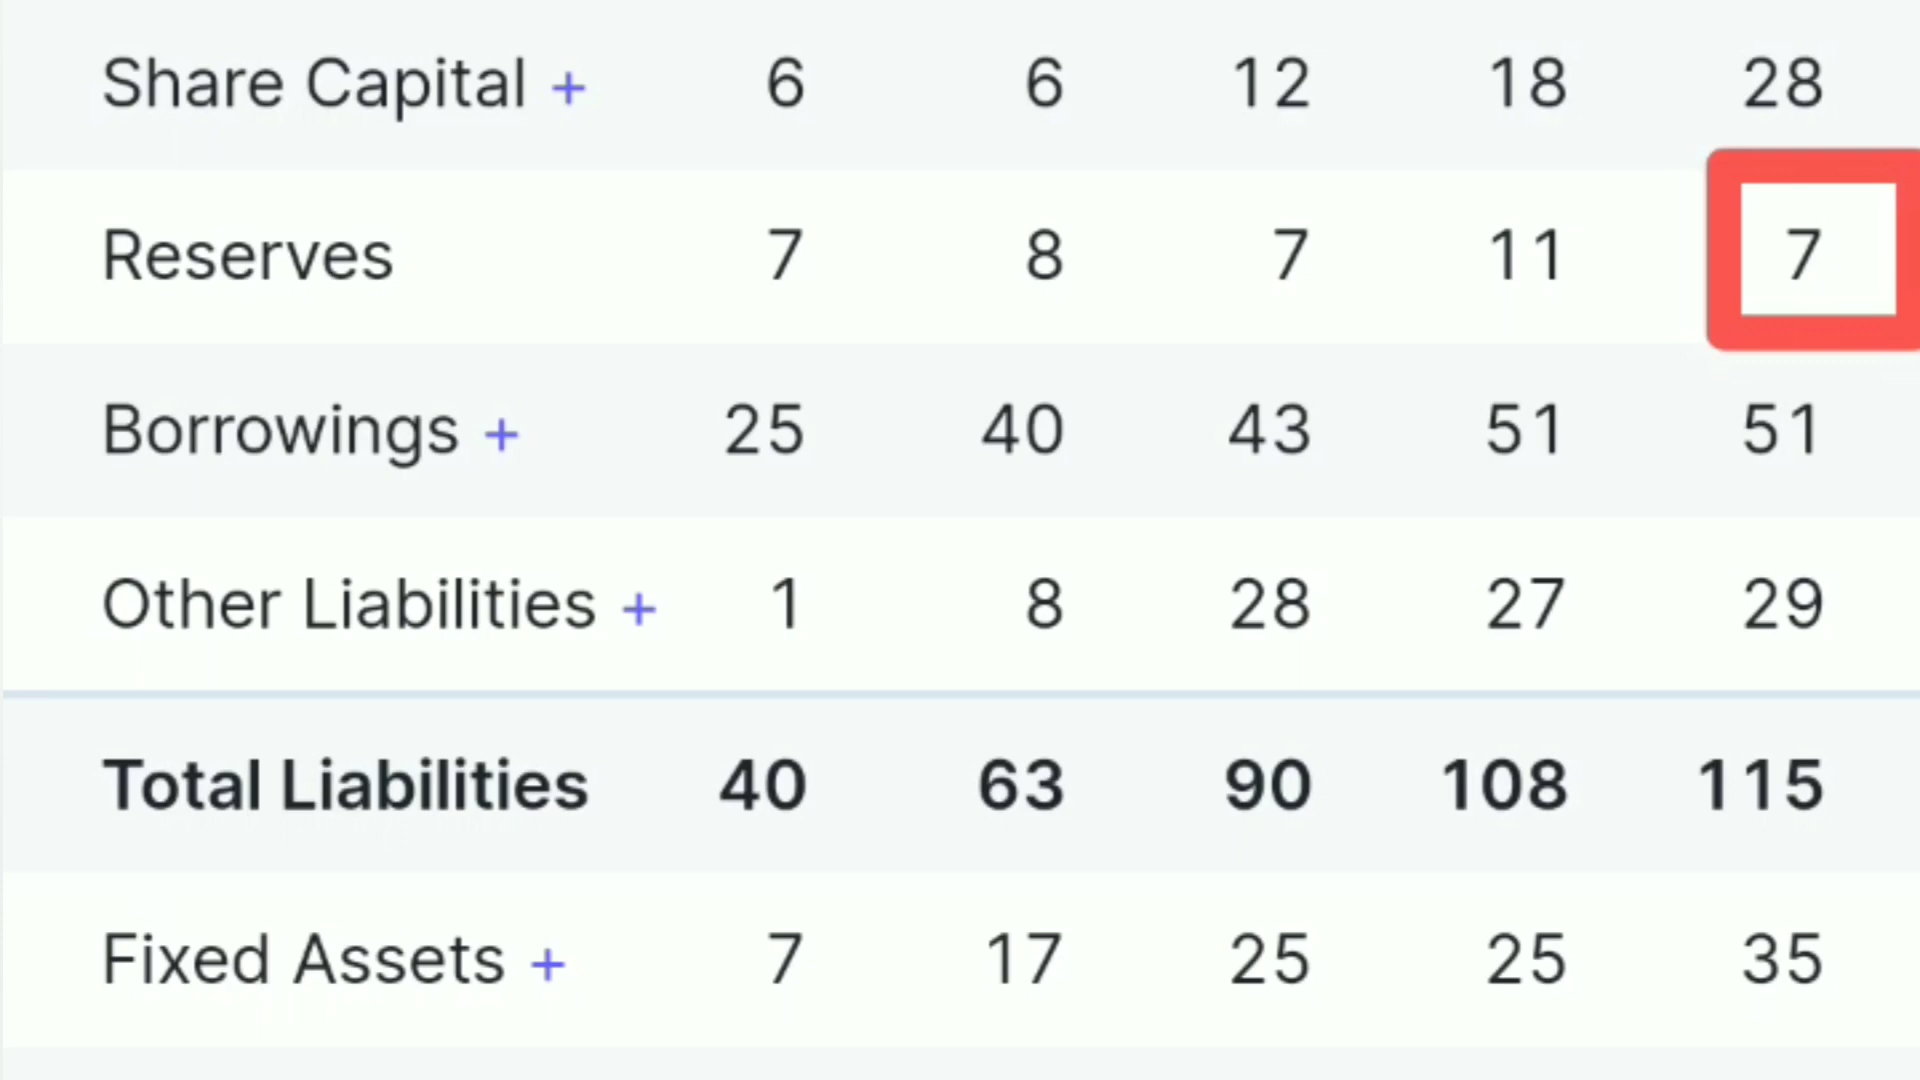 Share Capital + 6 6 12 18 28
Reserves 7 8 7 11 7
Borrowings + 25 40 43 51 51
Other Liabilities + 1 8 28 27 29
Total Liabilities 40 63 90 108 115
Fixed Assets + 7 17 25 25 35